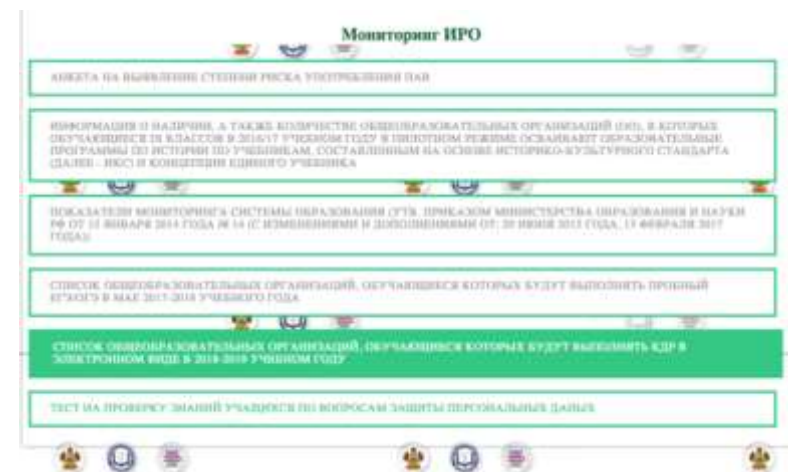 Мониторинг ИРО
АНКЕТА НА ВЫЯВЛЕНИЕ СТЕПЕНИ РИСКА УПОТРЕБЛЕНИЯ ПАВ
ИНФОРМАЦИЯ О НАЛИЧИИ, А ТАКЖЕ КОЛИЧЕСТВЕ ОБЩЕОБРАЗОВАТЕЛЬНЫХ ОРГАНИЗАЦИЙ (ОО), В КОТОРЫХ
ОБУЧАЮЩИЕСЯ КЛАССОВ В 2016/17 УЧЕБНОМ ГОДУ В ПИЛОТНОМ РЕЖИМЕ ОСВАИВАЮТ ОБРАЗОВАТЕЛЬНЫЕ
ПРОГРАММЫ ПО ИСТОРИИ ПО УЧЕБНИКАМ, СОСТАВЛЕННЫМ НА ОСНОВЕ ИСТОРИКО-КУЛЬТУРНОГО СТАНДАРТА
(ДАЛЕЕ - ИКС) И КОНЦЕПЦИИ ЕДИНОГО УЧЕБНИКА
ПОКАЗАТЕЛИ МОНИТОРИНГА СИСТЕМЫ ОБРАЗОВАНИЯ (УТВ. ПРИКАЗОМ МИНИСТЕРСТВА ОБРАЗОВАНИЯ И НАУКИ
РФ ОТ 15 ЯНВАРЯ 2014 ГОДА № 14 (С ИЗМЕНЕНИЯМИ И ДОПОЛНЕНИЯМИ ОТ: 20 ИЮНЯ ГОДА, 13 ФЕВРАЛЯ 2017
ГОДА))
СПИСОК ОБЩЕОБРАЗОВАТЕЛЬНЫХ ОРГАНИЗАЦИЙ, ОБУЧАЮЩИЕСЯ КОТОРЫХ БУДУТ ВЫПОЛНЯТЬ ПРОБНЫЙ
ЕГЭ/ОГЭ В МАЕ 2017-2018 УЧЕБНОГО ГОДА
СПИСОК ОБЩЕОБРАЗОВАТЕЛЬНЫХ ОРГАНИЗАЦИЙ, ОБУЧАЮЩИЕСЯ КОТОРЫХ БУДУТ ВЫПОЛНЯТЬ КДР В
ЭЛЕКТРОННОМ ВИДЕ В 2018-2019 УЧЕБНОМ ГОДУ
ТЕСТ НА ПРОВЕРКУ ЗНАНИЙ УЧАЩИХСЯ ПО ВОПРОСАМ ЗАЩИТЫ ПЕРСОНАЛЬНЫХ ДАНЫХ